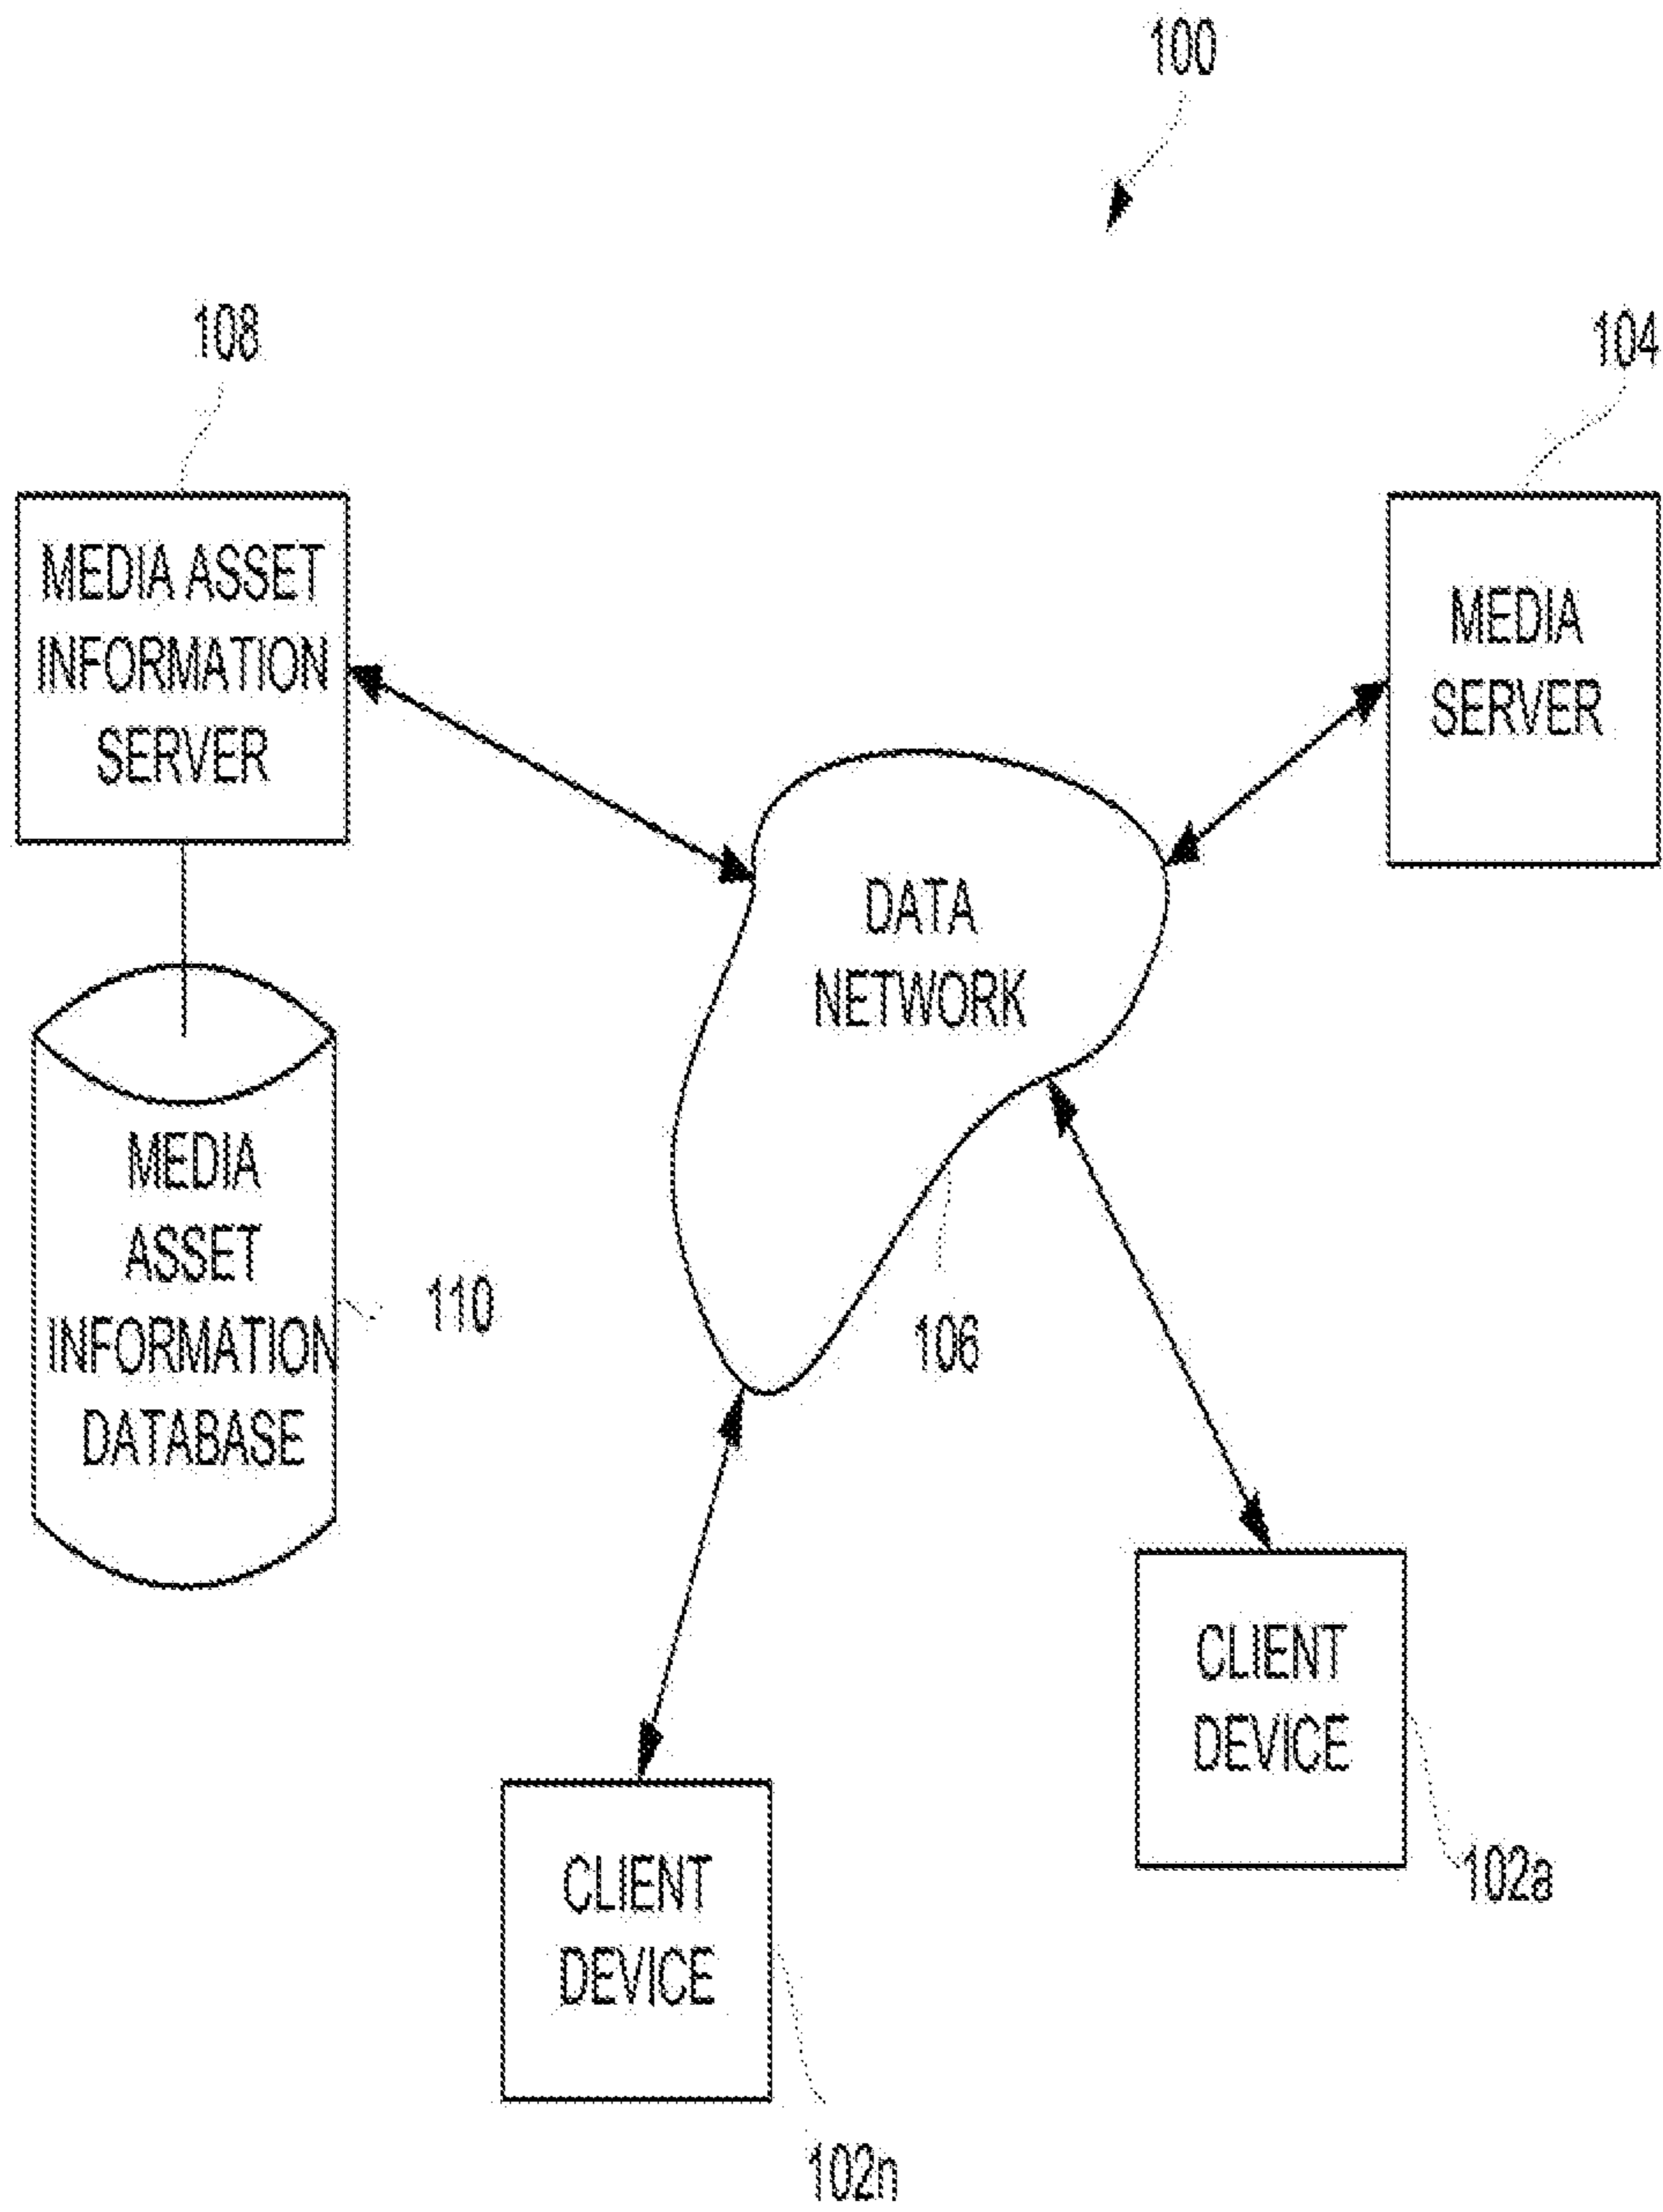 100
108
104
MEDIA ASSET
INFORMATION
SERVER
MEDIA
SERVER
DATA
NETWORK
MEDIA
ASSET
INFORMATION
DATABASE
110
106
CLIENT
DEVICE
102a
CLIENT
DEVICE
102n